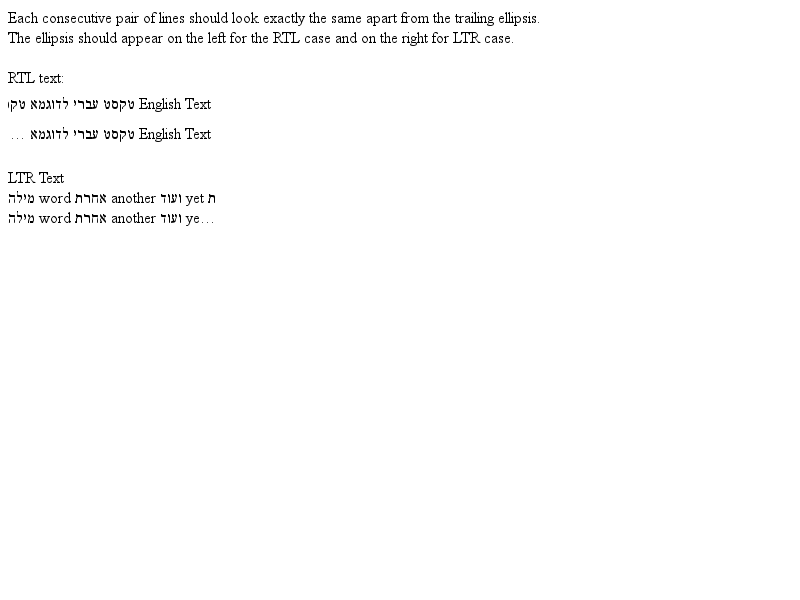 Each consecutive pair of lines should look exactly the same apart from the trailing ellipsis.
The ellipsis should appear on the left for the RTL case and on the right for LTR case.
RTL text:
English Text טקסט עברי לדוגמא טק
English Text טקסט עברי לדוגמא …
LTR Text
מילה word אחרת another ועוד yet ת
מילה word אחרת another ועוד ye…